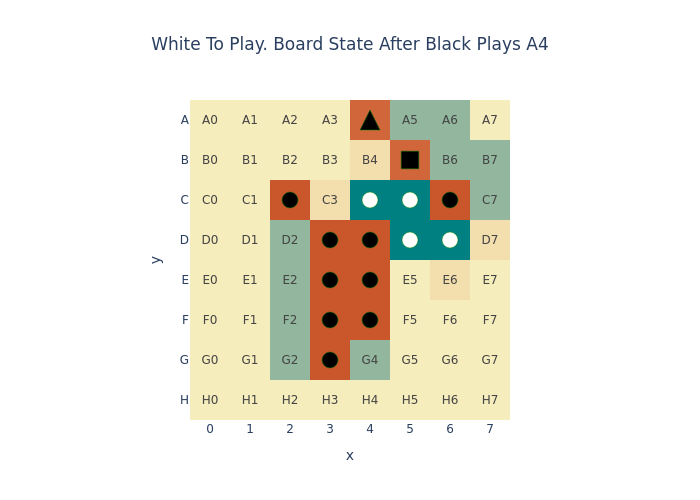 White To Play. Board State After Black Plays A4
A A0 A1 A2 A3 A5 A6 A7
B B0 B1 B2 B3 B4 B6 B7
C C0 C1 C3 C7
D D0 D1 D2 D7
E E0 E1 E2 E5 E6 E7
F F0 F1 F2 F5 F6 F7
G G0 G1 G2 G4 G5 G6 G7
H H0 H1 H2 H3 H4 H5 H6 H7
0 1 2 3 4 5 6 7
x
y